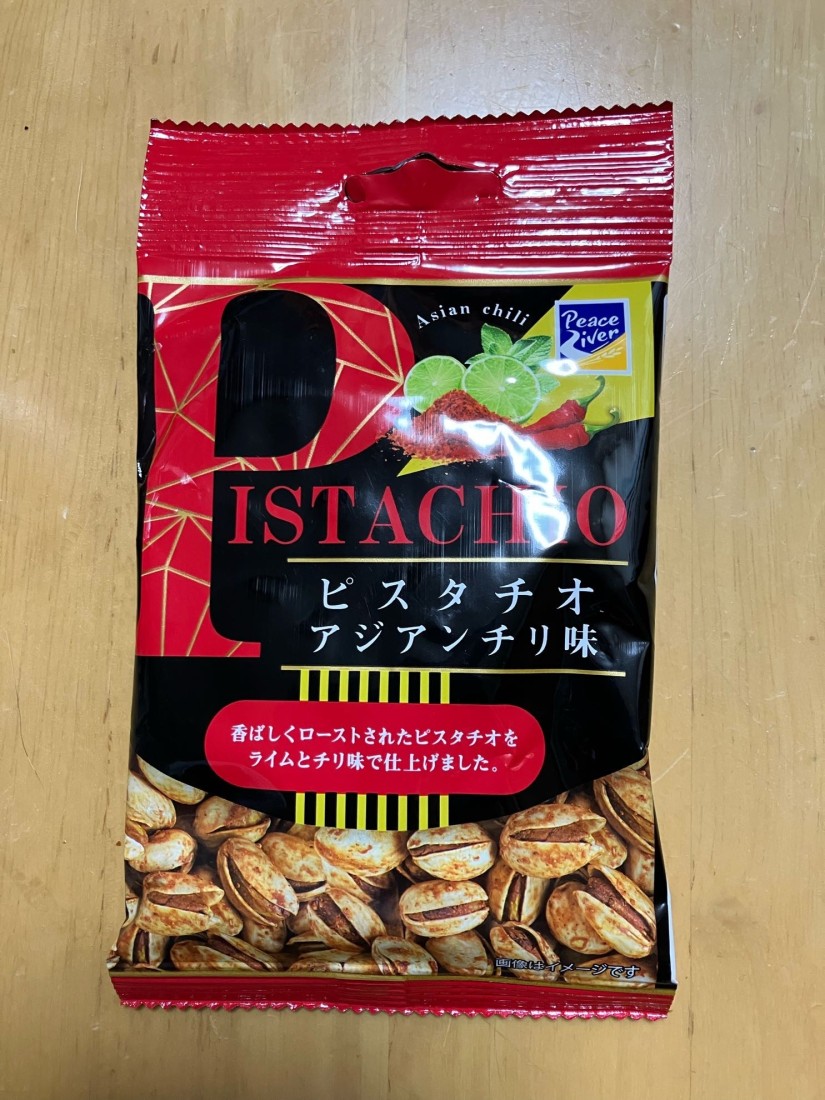 Asian chili
Peace
River
PISTACHIO
ピスタチオ
アジアンチリ味
香ばしくローストされたピスタチオを
ライムとチリ味で仕上げました。
画像はイメージです